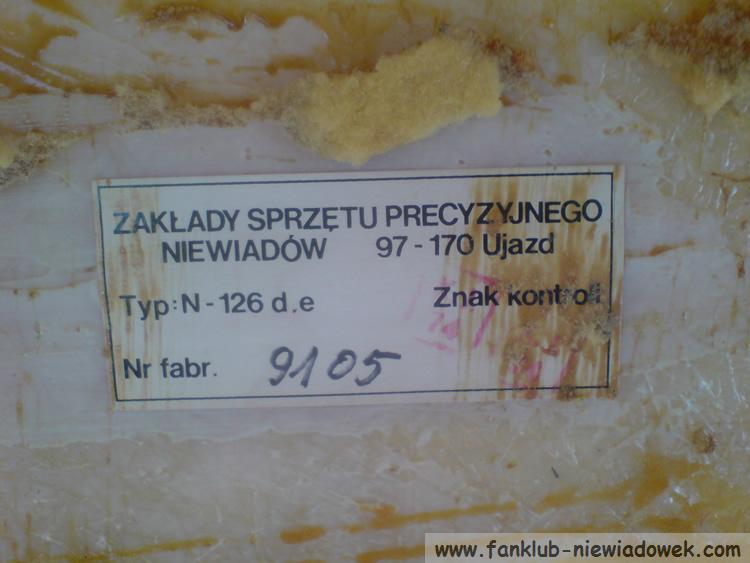 ZAKŁADY SPRZĘTU PRECYZYJNEGO
NIEWIADÓW 97-170 Ujazd
Typ: N-126 d.e Znak kontroli
Nr fabr. 9105
www.fanklub-niewiadowek.com